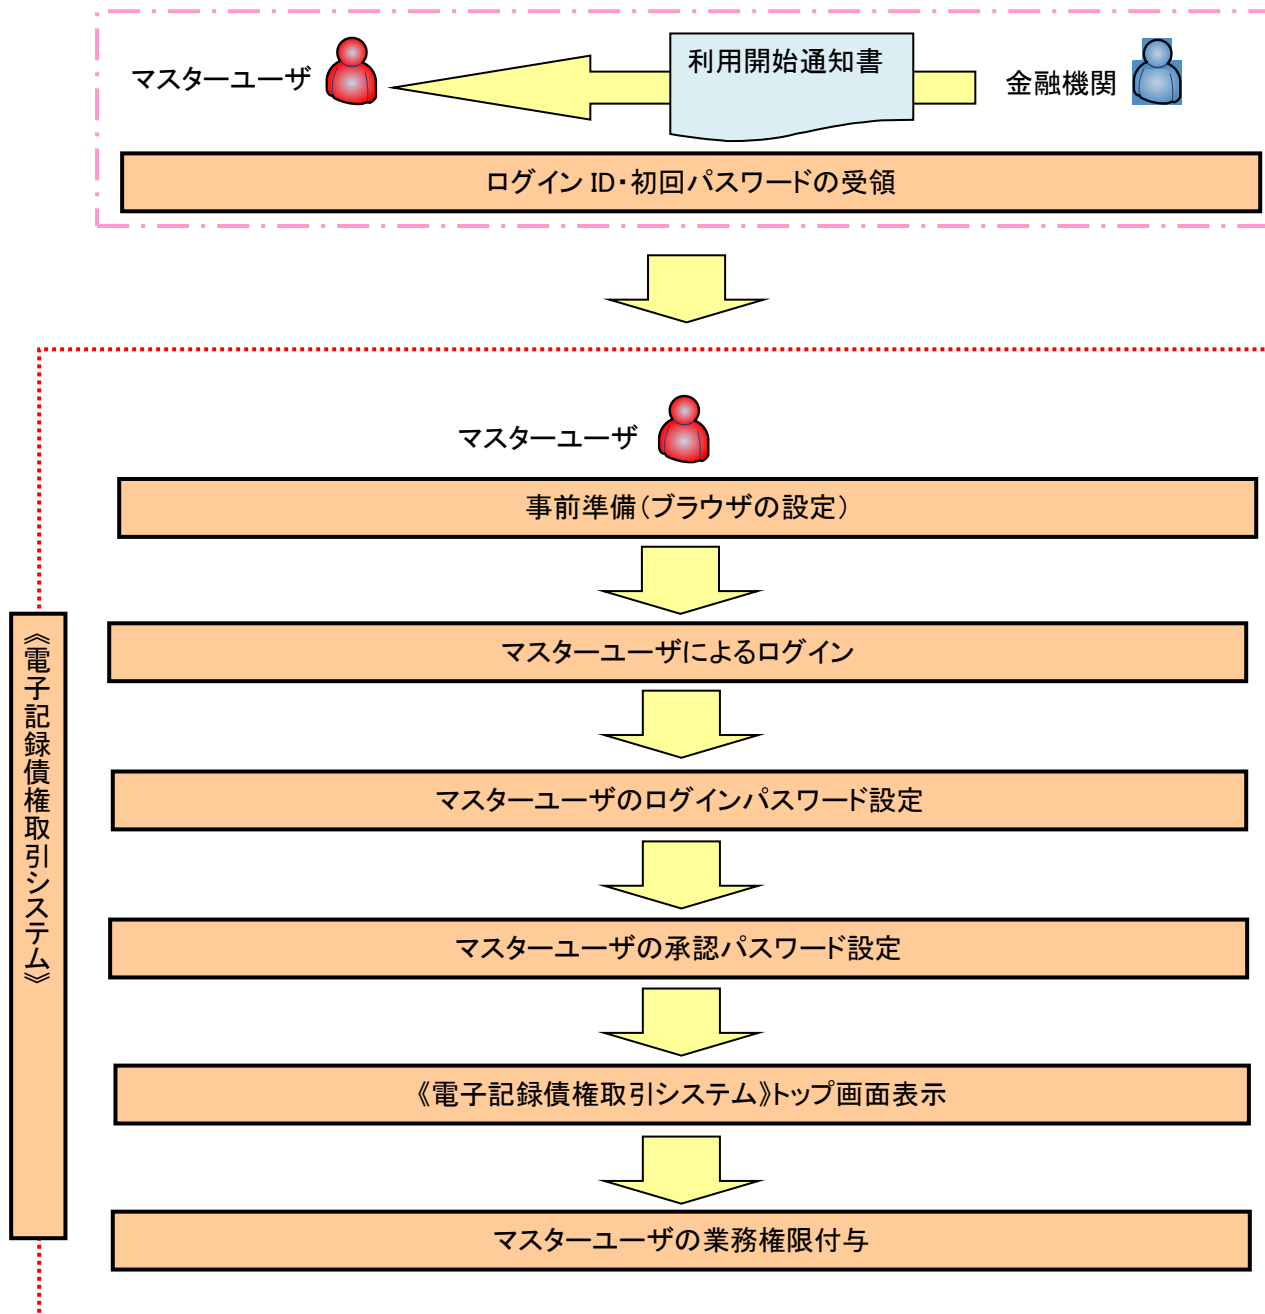 マスターユーザ
利用開始通知書
金融機関
ログイン ID・初回パスワードの受領
マスターユーザ
事前準備(ブラウザの設定)
《電子記録債権取引システム》
マスターユーザによるログイン
マスターユーザのログインパスワード設定
マスターユーザの承認パスワード設定
《電子記録債権取引システム》トップ画面表示
マスターユーザの業務権限付与